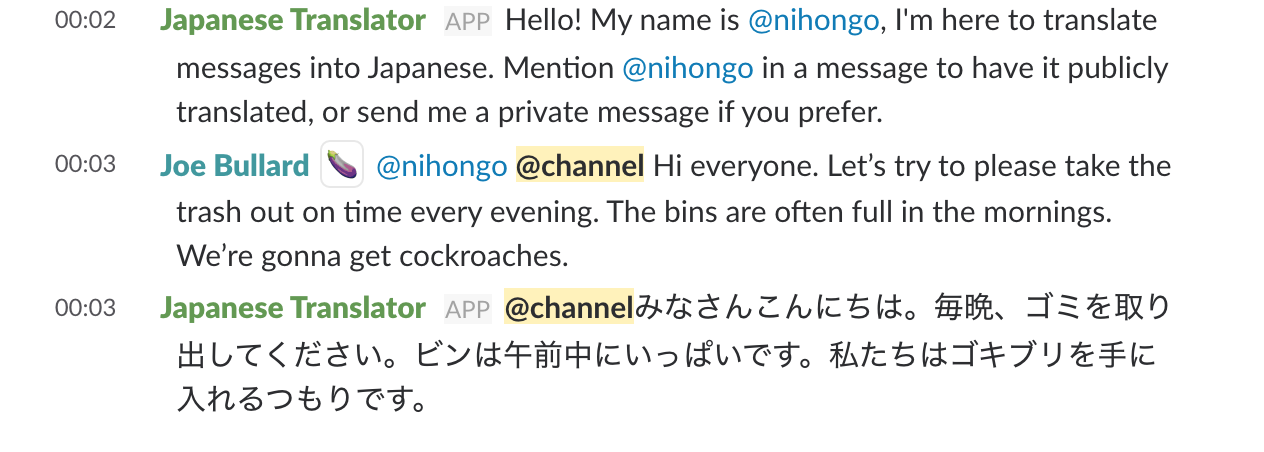 00:02 Japanese Translator APP Hello! My name is @nihongo, I'm here to translate
messages into Japanese. Mention @nihongo in a message to have it publicly
translated, or send me a private message if you prefer.
00:03 Joe Bullard @nihongo @channel Hi everyone. Let’s try to please take the
trash out on time every evening. The bins are often full in the mornings.
We’re gonna get cockroaches.
00:03 Japanese Translator APP @channelみなさんこんにちは。毎晩、ゴミを取り
出してください。ビンは午前中にいっぱいです。私たちはゴキブリを手に
入れるつもりです。